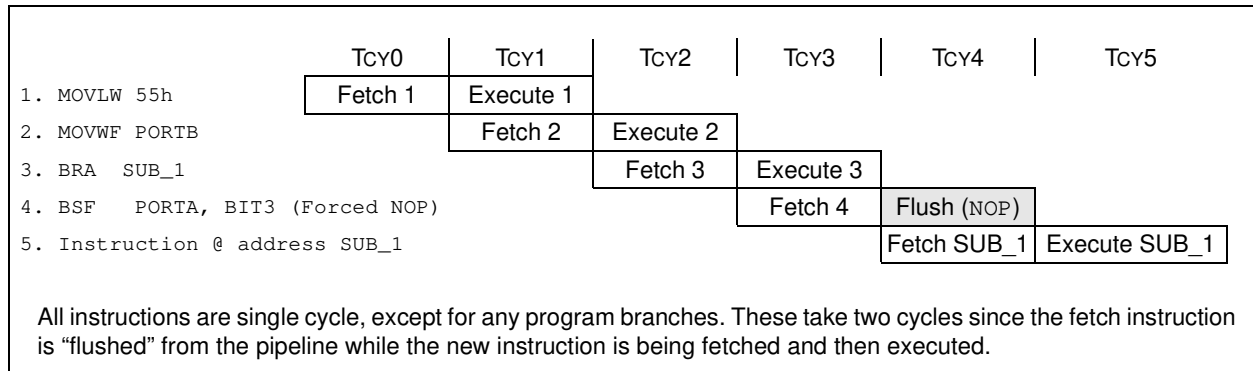 TCY0 TCY1 TCY2 TCY3 TCY4 TCY5
1. MOVLW 55h Fetch 1 Execute 1
2. MOVWF PORTB Fetch 2 Execute 2
3. BRA SUB_1 Fetch 3 Execute 3
4. BSF PORTA, BIT3 (Forced NOP) Fetch 4 Flush (NOP)
5. Instruction @ address SUB_1 Fetch SUB_1 Execute SUB_1
All instructions are single cycle, except for any program branches. These take two cycles since the fetch instruction
is “flushed” from the pipeline while the new instruction is being fetched and then executed.